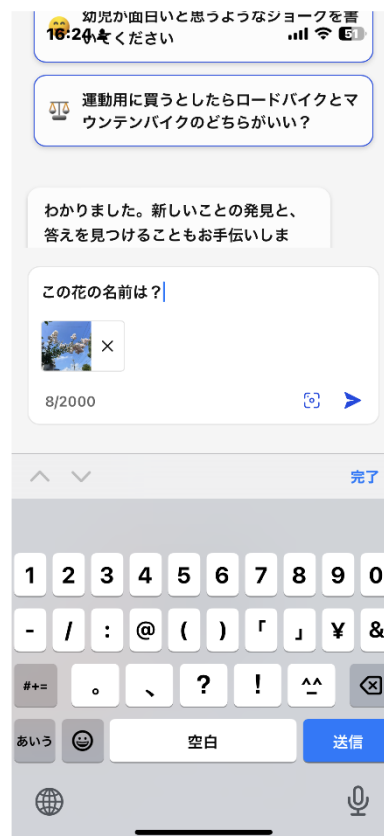 幼児が面白いと思うようなジョークを書
16:24
いてください
51
運動用に買うとしたらロードバイクとマ
ウンテンバイクのどちらがいい？
わかりました。新しいことの発見と、
答えを見つけることもお手伝いしま
この花の名前は？
8/2000
完了
1 2 3 4 5 6 7 8 9 0
- / : @ ( ) 「 」 ¥ &
#+= 。 、 ? ! ^_^
あいう 空白 送信